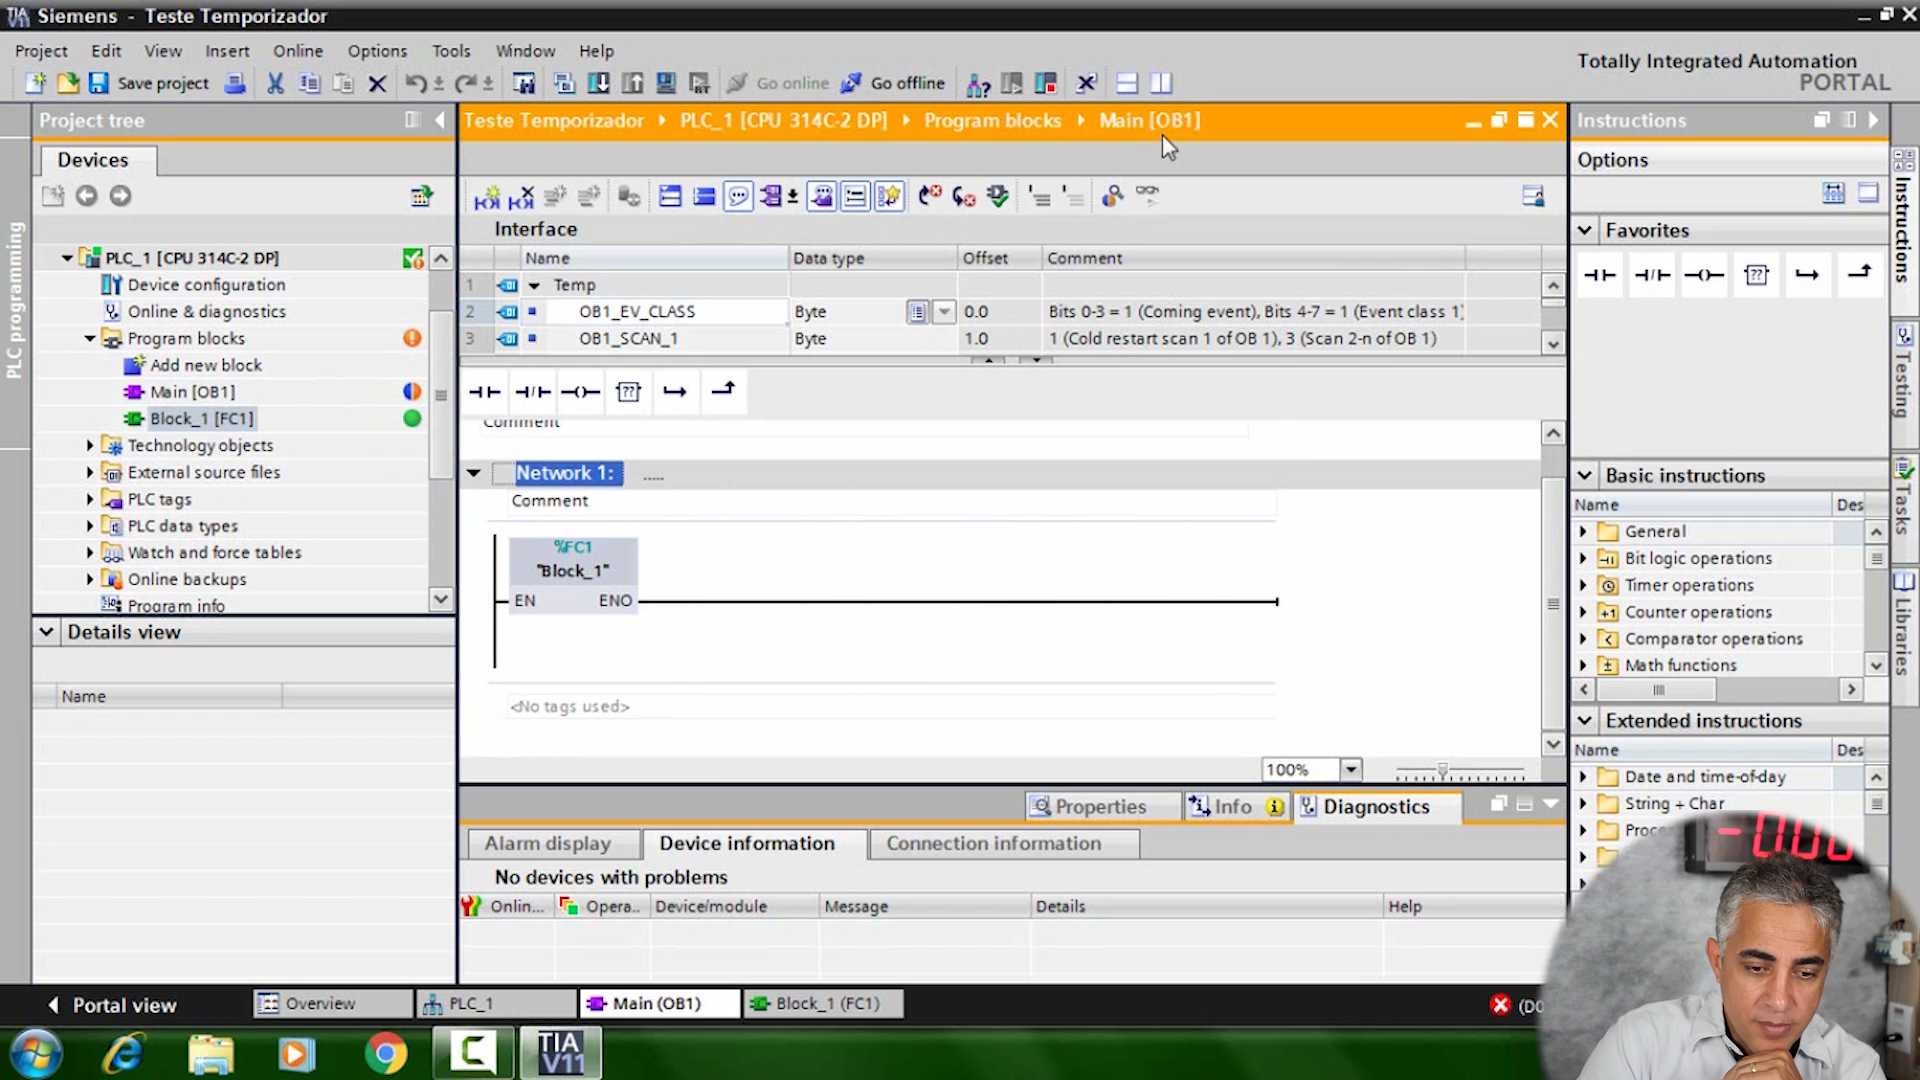 TIA V11 Siemens - Teste Temporizador
Project Edit View Insert Online Options Tools Window Help
Totally Integrated Automation
PORTAL
Save project Go online Go offline
Project tree
Teste Temporizador PLC_1 [CPU 314C-2 DP] Program blocks Main [OB1]
Instructions
Devices
Options
PLC programming
Interface
Name Data type Offset Comment
1 Temp
2 OB1_EV_CLASS Byte 0.0 Bits 0-3 = 1 (Coming event), Bits 4-7 = 1 (Event class 1)
3 OB1_SCAN_1 Byte 1.0 1 (Cold restart scan 1 of OB 1), 3 (Scan 2-n of OB 1)
PLC_1 [CPU 314C-2 DP]
Device configuration
Online & diagnostics
Program blocks
Add new block
Main [OB1]
Block_1 [FC1]
Technology objects
External source files
PLC tags
PLC data types
Watch and force tables
Online backups
Program info
Details view
Name
??
Comment
Network 1: .....
Comment
%FC1
"Block_1"
EN ENO
<No tags used>
100%
Favorites
??
Basic instructions
Name Des
General
Bit logic operations
Timer operations
Counter operations
Comparator operations
Math functions
Extended instructions
Name Des
Date and time-of-day
String + Char
Proce
Instructions
Testing
Tasks
Libraries
Properties Info Diagnostics
Alarm display Device information Connection information
No devices with problems
Onlin... Opera.. Device/module Message Details Help
Portal view Overview PLC_1 Main (OB1) Block_1 (FC1)
TIA V11